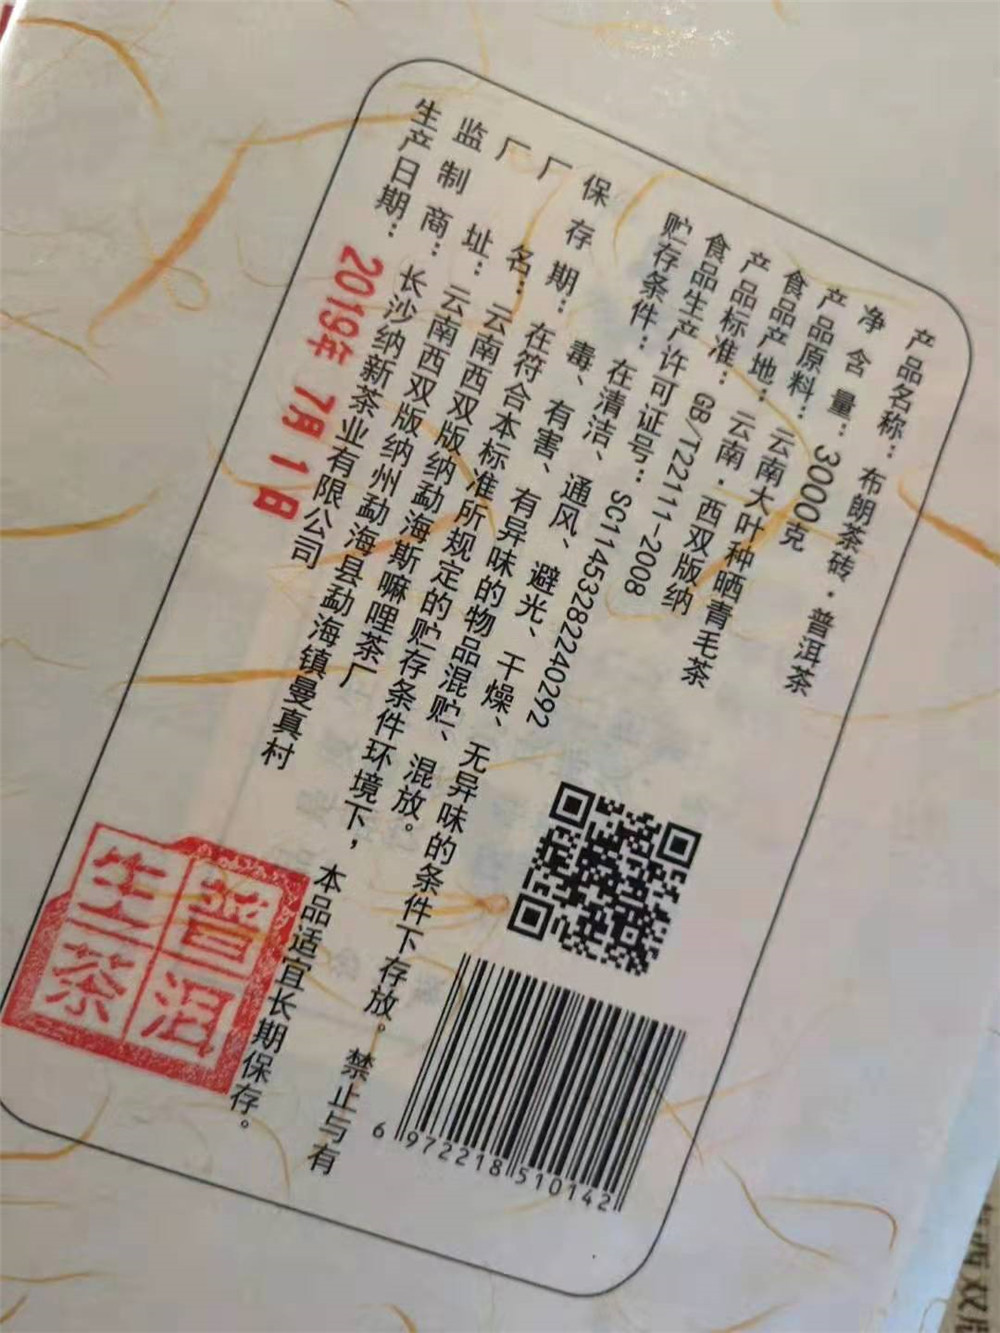 产品名称：布朗茶砖·普洱茶
净含量：3000克
产品原料：云南大叶种晒青毛茶
食品产地：云南·西双版纳
产品标准：GB/T22111-2008
食品生产许可证号：SC11453282240292
贮存条件：在清洁、通风、避光、干燥、无异味的条件下存放。禁止与有
毒、有害、有异味的物品混贮、混放。
保存期：在符合本标准所规定的贮存条件环境下，本品适宜长期保存。
厂名：云南西双版纳勐海斯嘛哩茶厂
厂址：云南西双版纳州勐海县勐海镇曼真村
监制商：长沙纳新茶业有限公司
生产日期：2019年7月1日
普洱
生茶
6 972218 510142
西双版